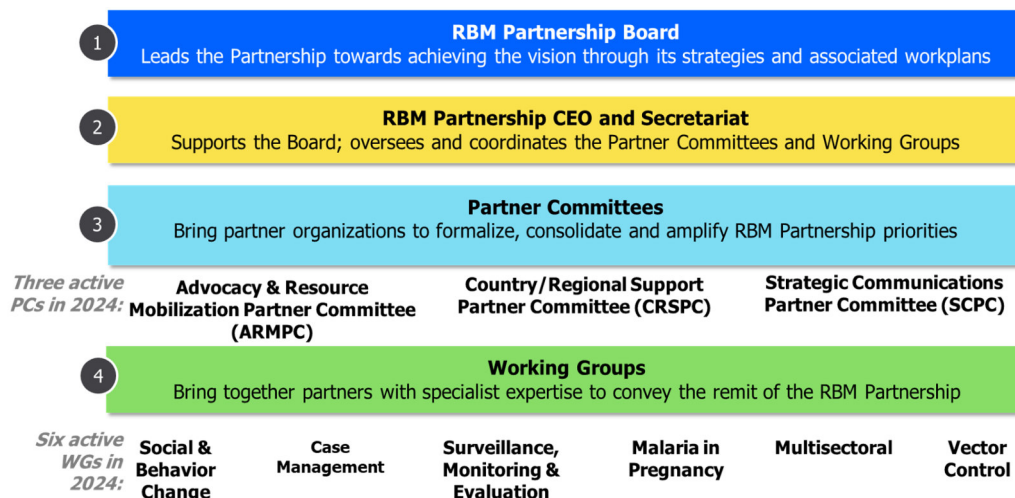 1
RBM Partnership Board
Leads the Partnership towards achieving the vision through its strategies and associated workplans
2
RBM Partnership CEO and Secretariat
Supports the Board; oversees and coordinates the Partner Committees and Working Groups
3
Partner Committees
Bring partner organizations to formalize, consolidate and amplify RBM Partnership priorities
Three active
PCs in 2024:
Advocacy & Resource
Mobilization Partner Committee
(ARMPC)
Country/Regional Support
Partner Committee (CRSPC)
Strategic Communications
Partner Committee (SCPC)
4
Working Groups
Bring together partners with specialist expertise to convey the remit of the RBM Partnership
Six active
WGs in
2024:
Social &
Behavior
Change
Case
Management
Surveillance,
Monitoring &
Evaluation
Malaria in
Pregnancy
Multisectoral
Vector
Control